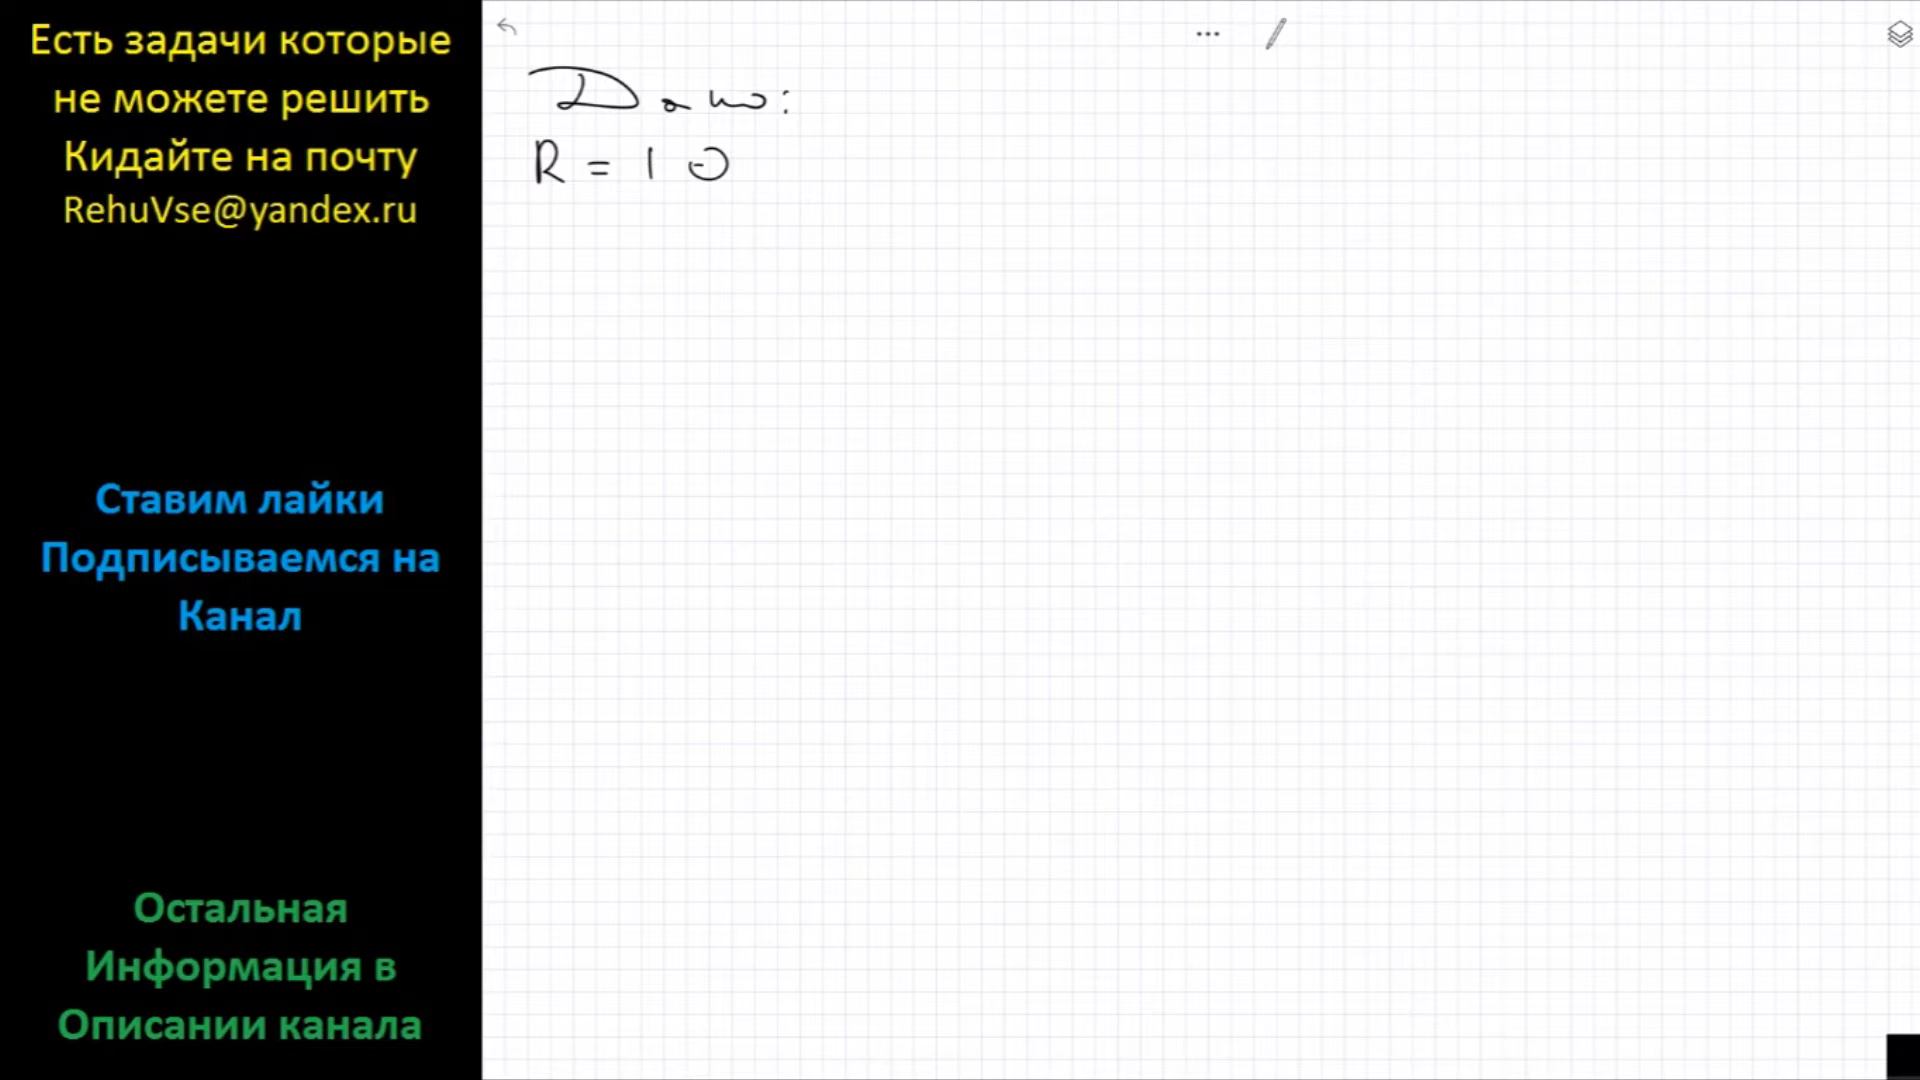 Есть задачи которые
не можете решить
Кидайте на почту
RehuVse@yandex.ru
Ставим лайки
Подписываемся на
Канал
Остальная
Информация в
Описании канала
Дано:
R = 10